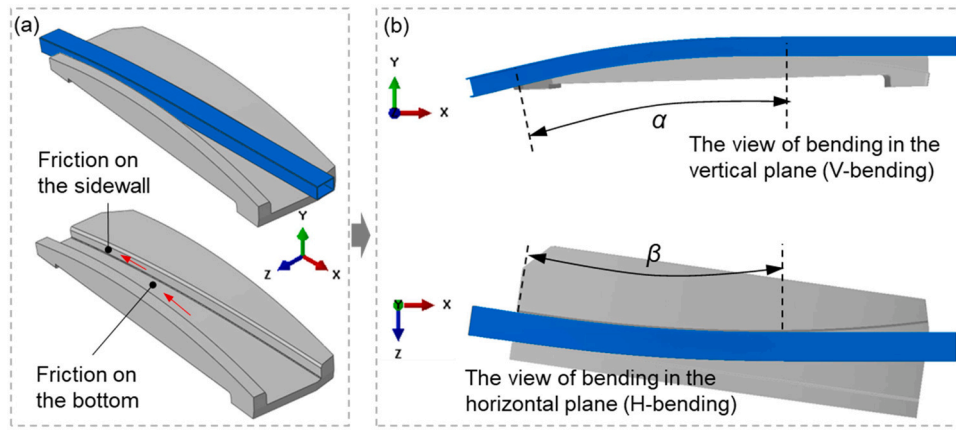 (a)
Friction on
the sidewall
Y
Z
X
Friction on
the bottom
(b)
Y
X
α
The view of bending in the
vertical plane (V-bending)
β
Y
X
Z
The view of bending in the
horizontal plane (H-bending)